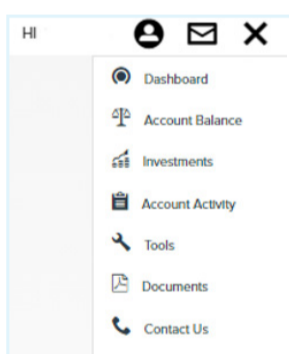 HI
Dashboard
Account Balance
Investments
Account Activity
Tools
Documents
Contact Us